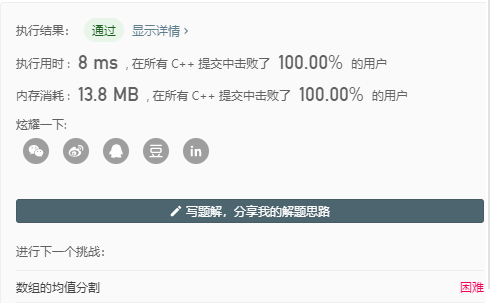 执行结果： 通过 显示详情 >
执行用时 : 8 ms , 在所有 C++ 提交中击败了 100.00% 的用户
内存消耗 : 13.8 MB , 在所有 C++ 提交中击败了 100.00% 的用户
炫耀一下:
豆 in
写题解，分享我的解题思路
进行下一个挑战：
数组的均值分割 困难